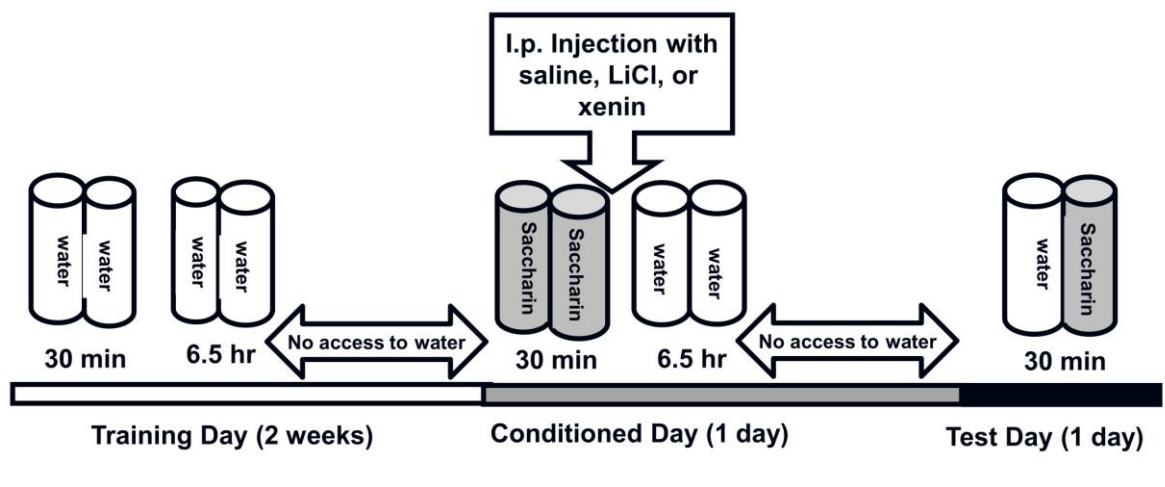 I.p. Injection with
saline, LiCl, or
xenin
water
water
water
water
Saccharin
Saccharin
water
water
water
Saccharin
No access to water
No access to water
30 min
6.5 hr
30 min
6.5 hr
30 min
Training Day (2 weeks)
Conditioned Day (1 day)
Test Day (1 day)